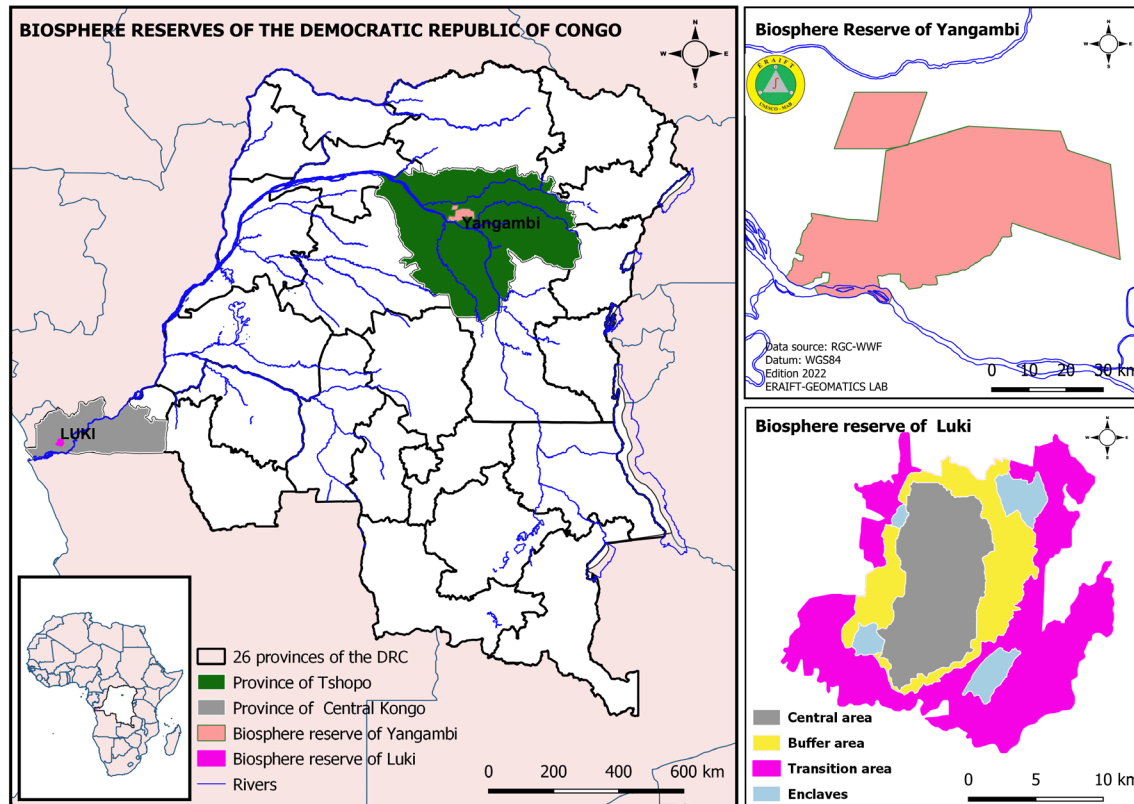 BIOSPHERE RESERVES OF THE DEMOCRATIC REPUBLIC OF CONGO
N
W E
S
Yangambi
LUKI
26 provinces of the DRC
Province of Tshopo
Province of Central Kongo
Biosphere reserve of Yangambi
Biosphere reserve of Luki
Rivers
0 200 400 600 km
Biosphere Reserve of Yangambi
N
W E
S
ERAIFT
UNESCO - MAB
Data source: RGC-WWF
Datum: WGS84
Edition 2022
ERAIFT-GEOMATICS LAB
0 10 20 30 km
Biosphere reserve of Luki
N
W E
S
Central area
Buffer area
Transition area
Enclaves
0 5 10 km